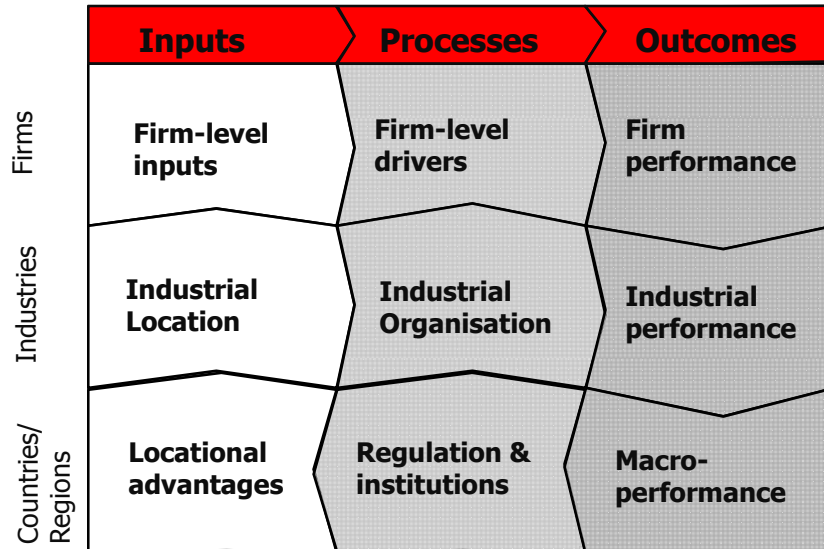 Inputs
Processes
Outcomes
Firms
Firm-level
inputs
Firm-level
drivers
Firm
performance
Industries
Industrial
Location
Industrial
Organisation
Industrial
performance
Countries/
Regions
Locational
advantages
Regulation &
institutions
Macro-
performance